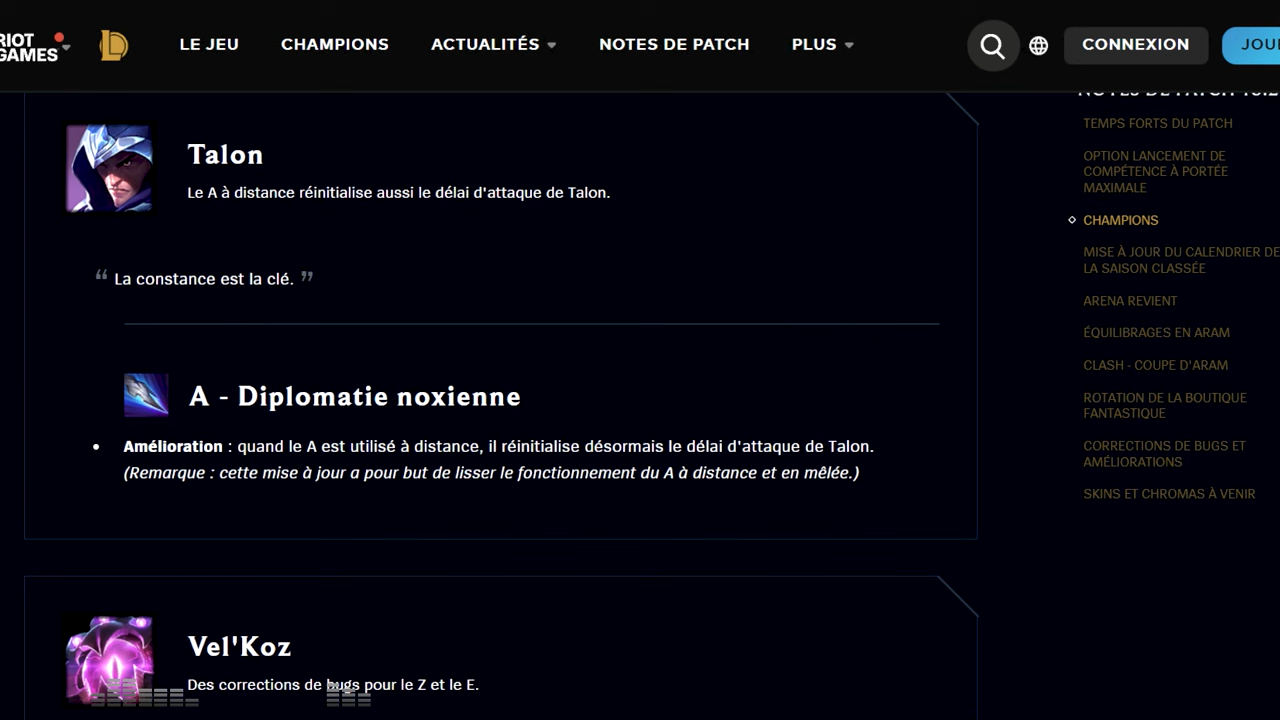 RIOT
GAMES
LE JEU
CHAMPIONS
ACTUALITÉS
NOTES DE PATCH
PLUS
CONNEXION
Talon
Le A à distance réinitialise aussi le délai d'attaque de Talon.
“ La constance est la clé. ”
A - Diplomatie noxienne
• Amélioration : quand le A est utilisé à distance, il réinitialise désormais le délai d'attaque de Talon.
(Remarque : cette mise à jour a pour but de lisser le fonctionnement du A à distance et en mêlée.)
Vel'Koz
Des corrections de bugs pour le Z et le E.
NOTES DE PATCH
TEMPS FORTS DU PATCH
OPTION LANCEMENT DE
COMPÉTENCE À PORTÉE
MAXIMALE
CHAMPIONS
MISE À JOUR DU CALENDRIER DE
LA SAISON CLASSÉE
ARENA REVIENT
ÉQUILIBRAGES EN ARAM
CLASH - COUPE D'ARAM
ROTATION DE LA BOUTIQUE
FANTASTIQUE
CORRECTIONS DE BUGS ET
AMÉLIORATIONS
SKINS ET CHROMAS À VENIR